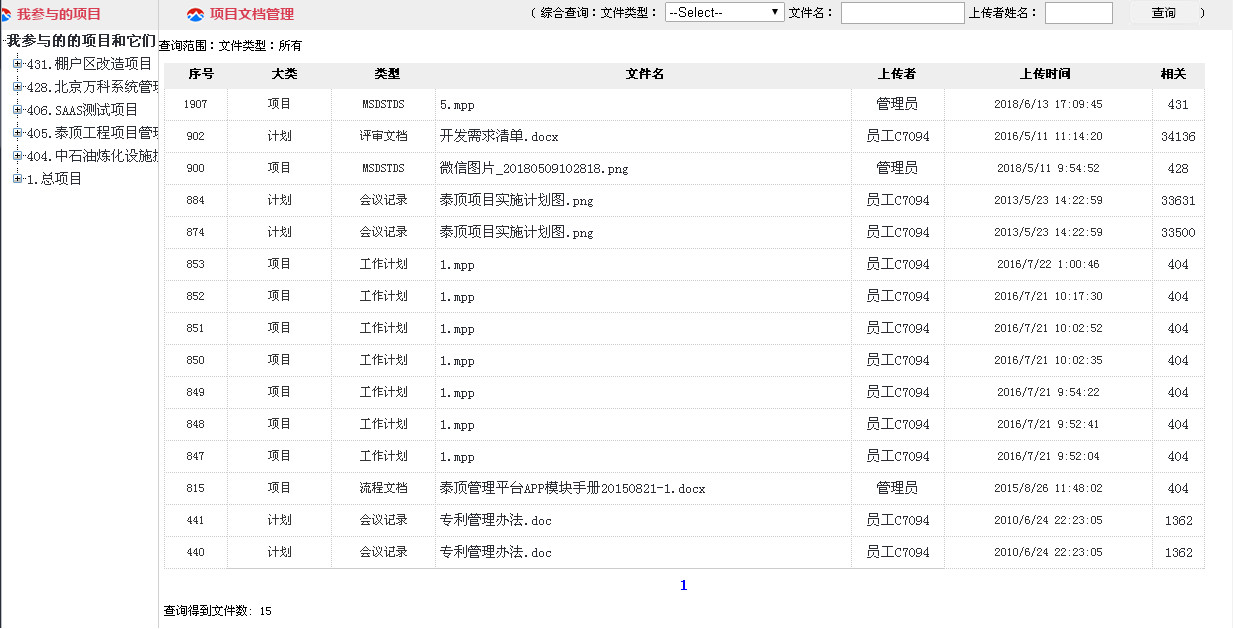 我参与的项目
我参与的的项目和它们
431.棚户区改造项目
428.北京万科系统管理
406.SAAS测试项目
405.泰顶工程项目管理
404.中石油炼化设施
1.总项目
项目文档管理 ( 综合查询：文件类型： --Select-- 文件名： 上传者姓名： 查询 )
查询范围：文件类型：所有
序号 大类 类型 文件名 上传者 上传时间 相关
1907 项目 MSDSTDS 5.mpp 管理员 2018/6/13 17:09:45 431
902 计划 评审文档 开发需求清单.docx 员工C7094 2016/5/11 11:14:20 34136
900 项目 MSDSTDS 微信图片_20180509102818.png 管理员 2018/5/11 9:54:52 428
884 计划 会议记录 泰顶项目实施计划图.png 员工C7094 2013/5/23 14:22:59 33631
874 计划 会议记录 泰顶项目实施计划图.png 员工C7094 2013/5/23 14:22:59 33500
853 项目 工作计划 1.mpp 员工C7094 2016/7/22 1:00:46 404
852 项目 工作计划 1.mpp 员工C7094 2016/7/21 10:17:30 404
851 项目 工作计划 1.mpp 员工C7094 2016/7/21 10:02:52 404
850 项目 工作计划 1.mpp 员工C7094 2016/7/21 10:02:35 404
849 项目 工作计划 1.mpp 员工C7094 2016/7/21 9:54:22 404
848 项目 工作计划 1.mpp 员工C7094 2016/7/21 9:52:41 404
847 项目 工作计划 1.mpp 员工C7094 2016/7/21 9:52:04 404
815 项目 流程文档 泰顶管理平台APP模块手册20150821-1.docx 管理员 2015/8/26 11:48:02 404
441 计划 会议记录 专利管理办法.doc 员工C7094 2010/6/24 22:23:05 1362
440 计划 会议记录 专利管理办法.doc 员工C7094 2010/6/24 22:23:05 1362
1
查询得到文件数: 15